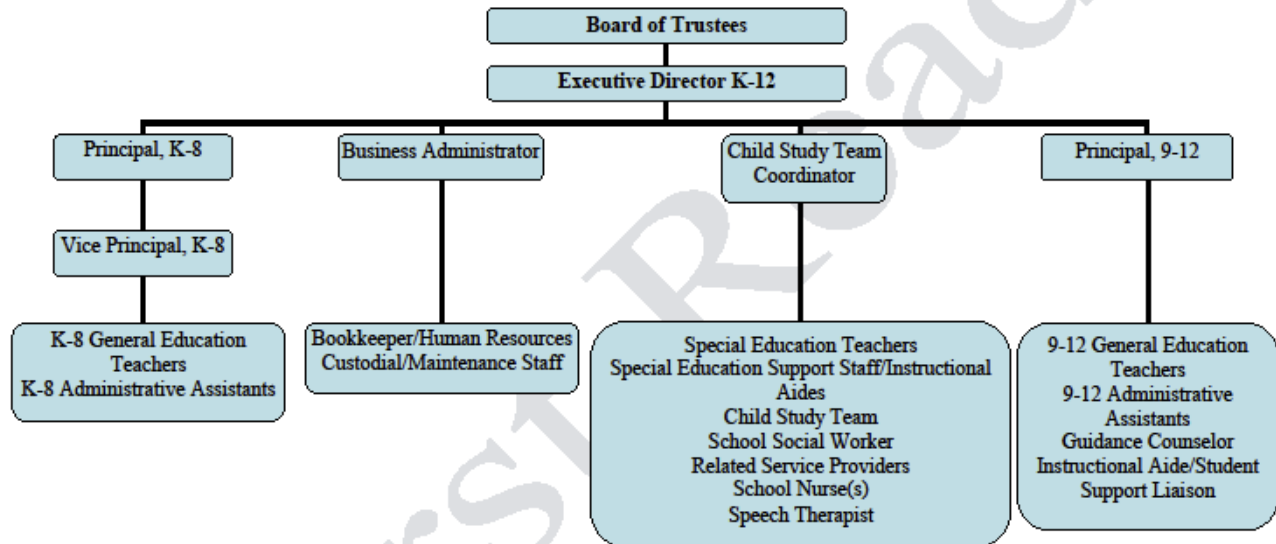 Board of Trustees
Executive Director K-12
Principal, K-8
Business Administrator
Child Study Team
Coordinator
Principal, 9-12
Vice Principal, K-8
K-8 General Education
Teachers
K-8 Administrative Assistants
Bookkeeper/Human Resources
Custodial/Maintenance Staff
Special Education Teachers
Special Education Support Staff/Instructional
Aides
Child Study Team
School Social Worker
Related Service Providers
School Nurse(s)
Speech Therapist
9-12 General Education
Teachers
9-12 Administrative
Assistants
Guidance Counselor
Instructional Aide/Student
Support Liaison